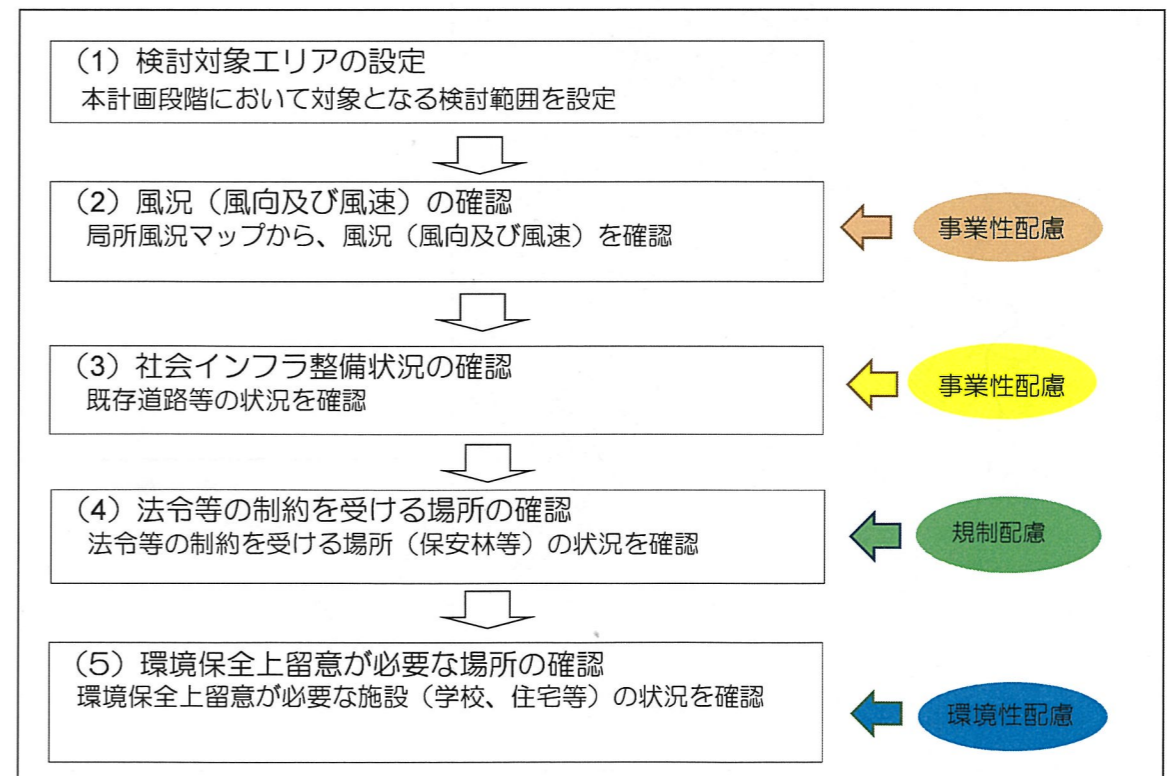 （1）検討対象エリアの設定
本計画段階において対象となる検討範囲を設定
（2）風況（風向及び風速）の確認
局所風況マップから、風況（風向及び風速）を確認
事業性配慮
（3）社会インフラ整備状況の確認
既存道路等の状況を確認
事業性配慮
（4）法令等の制約を受ける場所の確認
法令等の制約を受ける場所（保安林等）の状況を確認
規制配慮
（5）環境保全上留意が必要な場所の確認
環境保全上留意が必要な施設（学校、住宅等）の状況を確認
環境性配慮